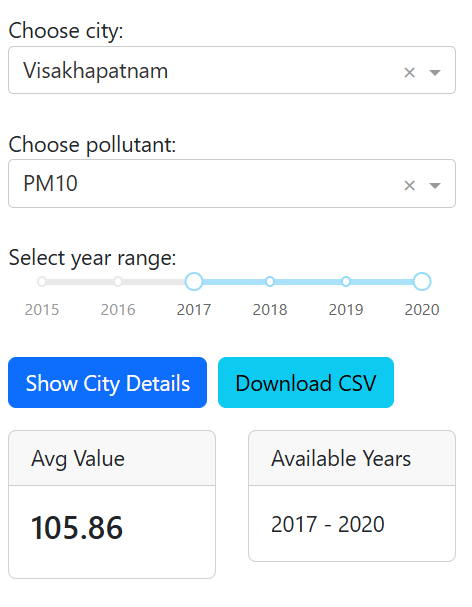 Choose city:
Visakhapatnam × 
Choose pollutant:
PM10 × 
Select year range:
2015 2016 2017 2018 2019 2020
Show City Details Download CSV
Avg Value Available Years
105.86 2017 - 2020